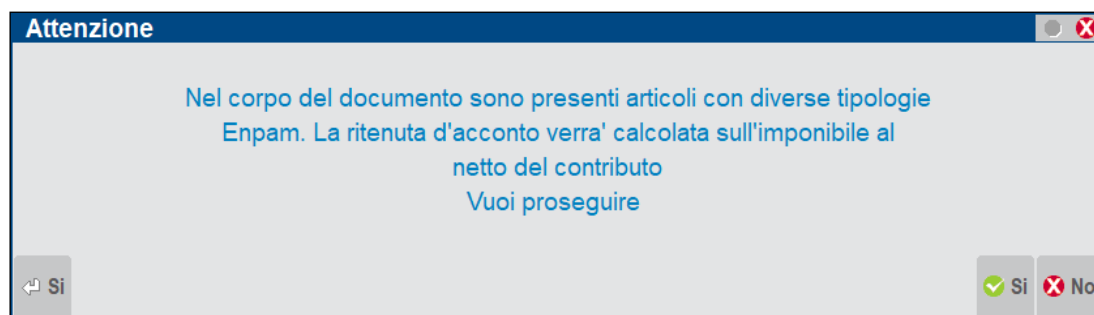 Attenzione
Nel corpo del documento sono presenti articoli con diverse tipologie
Enpam. La ritenuta d'acconto verra' calcolata sull'imponibile al
netto del contributo
Vuoi proseguire
Si
Si
No